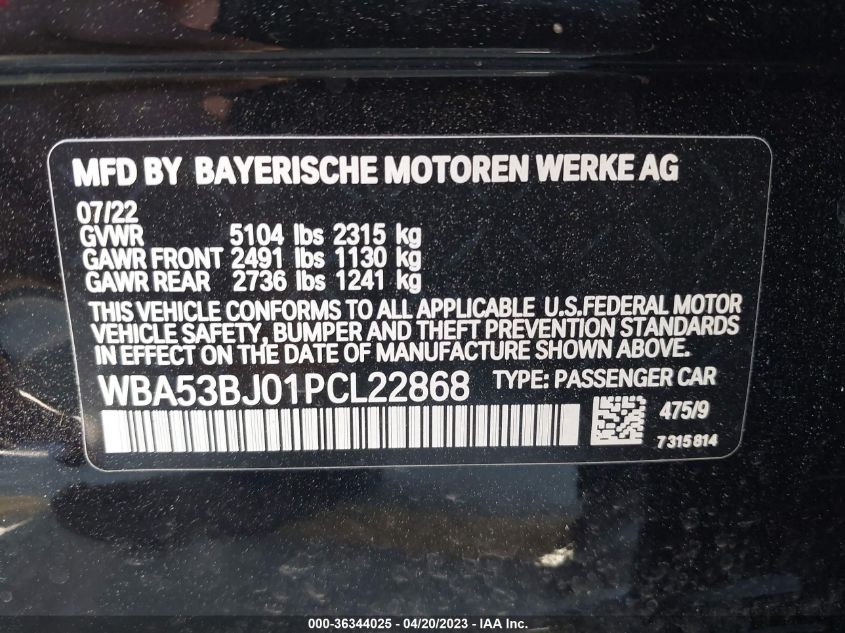 MFD BY BAYERISCHE MOTOREN WERKE AG
07/22
GVWR 5104 lbs 2315 kg
GAWR FRONT 2491 lbs 1130 kg
GAWR REAR 2736 lbs 1241 kg
THIS VEHICLE CONFORMS TO ALL APPLICABLE U.S.FEDERAL MOTOR
VEHICLE SAFETY, BUMPER AND THEFT PREVENTION STANDARDS
IN EFFECT ON THE DATE OF MANUFACTURE SHOWN ABOVE.
WBA53BJ01PCL22868 TYPE: PASSENGER CAR
475/9
7315814
000-36344025 - 04/20/2023 - IAA Inc.